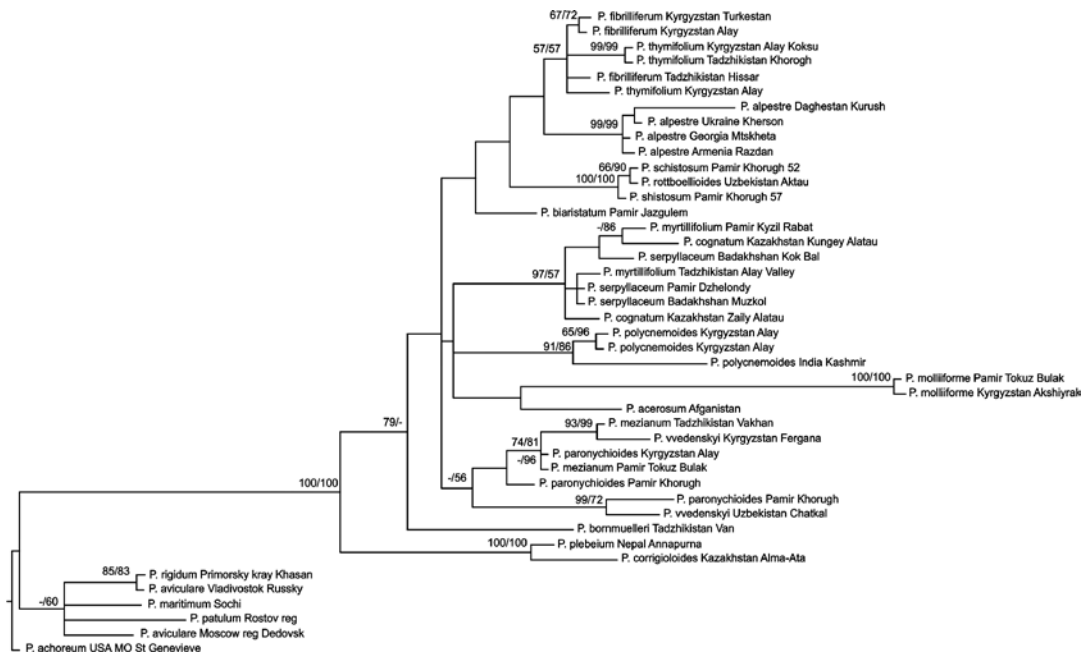 67/72
P. fibrilliferum Kyrgyzstan Turkestan
P. fibrilliferum Kyrgyzstan Alay
57/57
99/99
P. thymifolium Kyrgyzstan Alay Koksu
P. thymifolium Tadzhikistan Khorogh
P. fibrilliferum Tadzhikistan Hissar
P. thymifolium Kyrgyzstan Alay
P. alpestre Daghestan Kurush
99/99
P. alpestre Ukraine Kherson
P. alpestre Georgia Mtskheta
P. alpestre Armenia Razdan
66/90
P. schistosum Pamir Khorugh 52
100/100
P. rottboellioides Uzbekistan Aktau
P. shistosum Pamir Khorugh 57
P. biaristatum Pamir Jazgulem
-/86
P. myrtillifolium Pamir Kyzil Rabat
P. cognatum Kazakhstan Kungey Alatau
P. serpyllaceum Badakhshan Kok Bal
97/57
P. myrtillifolium Tadzhikistan Alay Valley
P. serpyllaceum Pamir Dzhelondy
P. serpyllaceum Badakhshan Muzkol
P. cognatum Kazakhstan Zaily Alatau
65/96
P. polycnemoides Kyrgyzstan Alay
91/86
P. polycnemoides Kyrgyzstan Alay
P. polycnemoides India Kashmir
100/100
P. molliiforme Pamir Tokuz Bulak
P. molliiforme Kyrgyzstan Akshiyrak
P. acerosum Afganistan
79/-
93/99
P. mezianum Tadzhikistan Vakhan
P. vvedenskyi Kyrgyzstan Fergana
74/81
P. paronychioides Kyrgyzstan Alay
-/96
P. mezianum Pamir Tokuz Bulak
-/56
P. paronychioides Pamir Khorugh
99/72
P. paronychioides Pamir Khorugh
P. vvedenskyi Uzbekistan Chatkal
100/100
P. bornmuelleri Tadzhikistan Van
100/100
P. plebeium Nepal Annapurna
P. corrigioloides Kazakhstan Alma-Ata
85/83
P. rigidum Primorsky kray Khasan
P. aviculare Vladivostok Russky
-/60
P. maritimum Sochi
P. patulum Rostov reg
P. aviculare Moscow reg Dedovsk
P. achoreum USA MO St Genevieve